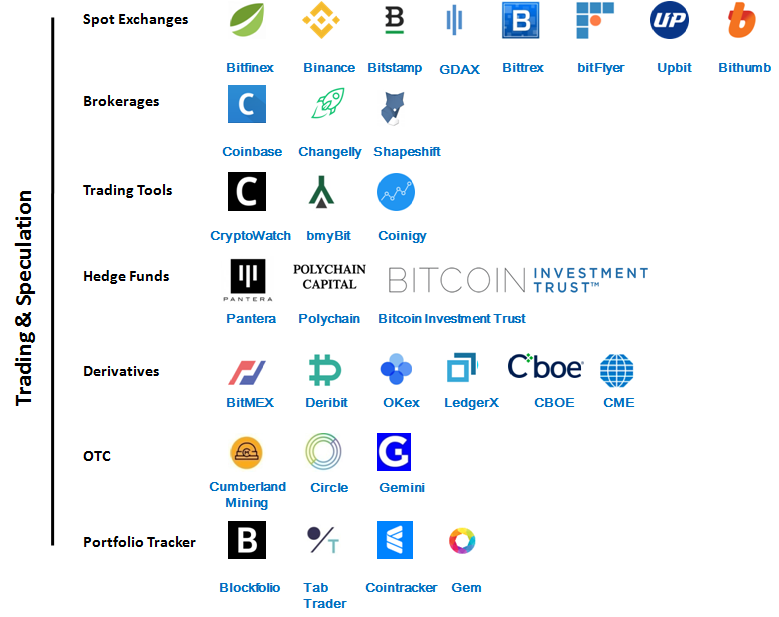 Trading & Speculation
Spot Exchanges
Bitfinex Binance Bitstamp GDAX Bittrex bitFlyer Upbit Bithumb
B
UP
Brokerages
C
Coinbase Changelly Shapeshift
Trading Tools
C
CryptoWatch bmyBit Coinigy
Hedge Funds
PANTERA
POLYCHAIN
CAPITAL
BITCOIN INVESTMENT
TRUST™
Pantera Polychain Bitcoin Investment Trust
Derivatives
Cboe
BitMEX Deribit OKex LedgerX CBOE CME
OTC
G
Cumberland
Mining
Circle Gemini
Portfolio Tracker
B
T
Blockfolio
Tab
Trader
Cointracker Gem